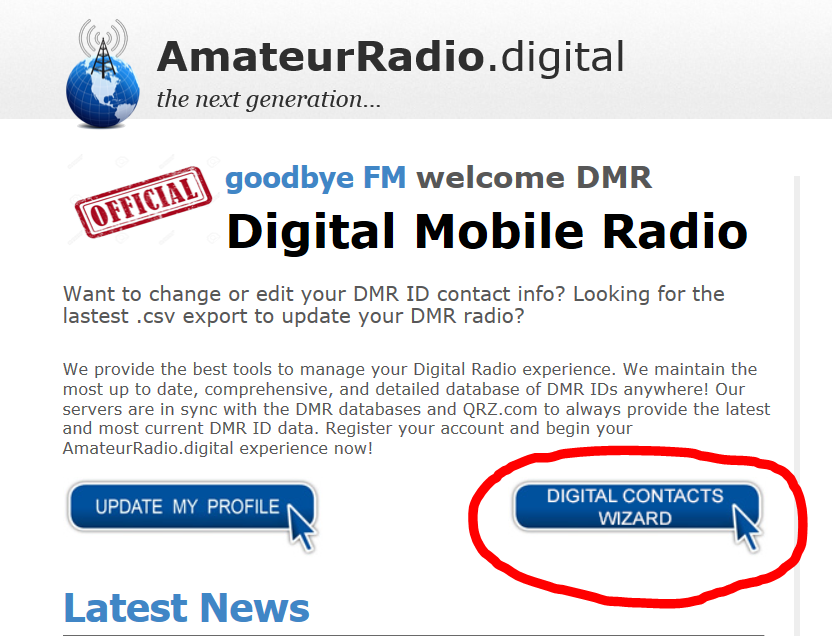 AmateurRadio.digital
the next generation...
OFFICIAL
goodbye FM welcome DMR
Digital Mobile Radio
Want to change or edit your DMR ID contact info? Looking for the
lastest .csv export to update your DMR radio?
We provide the best tools to manage your Digital Radio experience. We maintain the
most up to date, comprehensive, and detailed database of DMR IDs anywhere! Our
servers are in sync with the DMR databases and QRZ.com to always provide the latest
and most current DMR ID data. Register your account and begin your
AmateurRadio.digital experience now!
UPDATE MY PROFILE
DIGITAL CONTACTS
WIZARD
Latest News